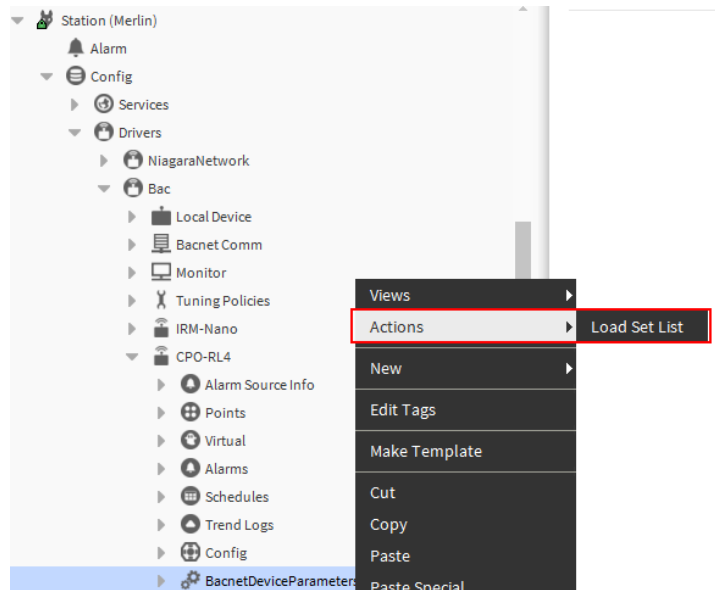 Station (Merlin)
Alarm
Config
Services
Drivers
NiagaraNetwork
Bac
Local Device
Bacnet Comm
Monitor
Tuning Policies
IRM-Nano
CPO-RL4
Alarm Source Info
Points
Virtual
Alarms
Schedules
Trend Logs
Config
BacnetDeviceParameters
Views
Actions
Load Set List
New
Edit Tags
Make Template
Cut
Copy
Paste
Paste Special